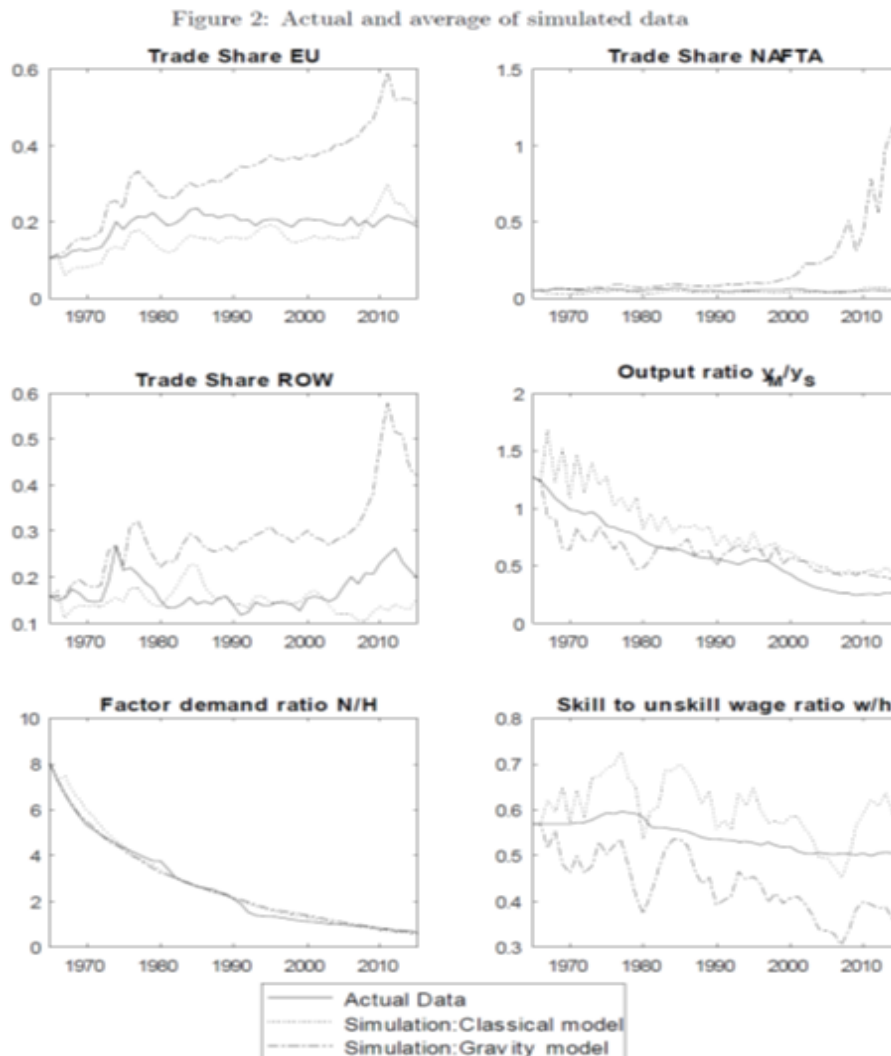 Figure 2: Actual and average of simulated data
Trade Share EU
0.6
0.4
0.2
0
1970 1980 1990 2000 2010
Trade Share NAFTA
1.5
1
0.5
0
1970 1980 1990 2000 2010
Trade Share ROW
0.6
0.5
0.4
0.3
0.2
0.1
1970 1980 1990 2000 2010
Output ratio y_M/y_S
2
1.5
1
0.5
0
1970 1980 1990 2000 2010
Factor demand ratio N/H
10
8
6
4
2
0
1970 1980 1990 2000 2010
Skill to unskill wage ratio w/h
0.8
0.7
0.6
0.5
0.4
0.3
1970 1980 1990 2000 2010
Actual Data
Simulation:Classical model
Simulation:Gravity model